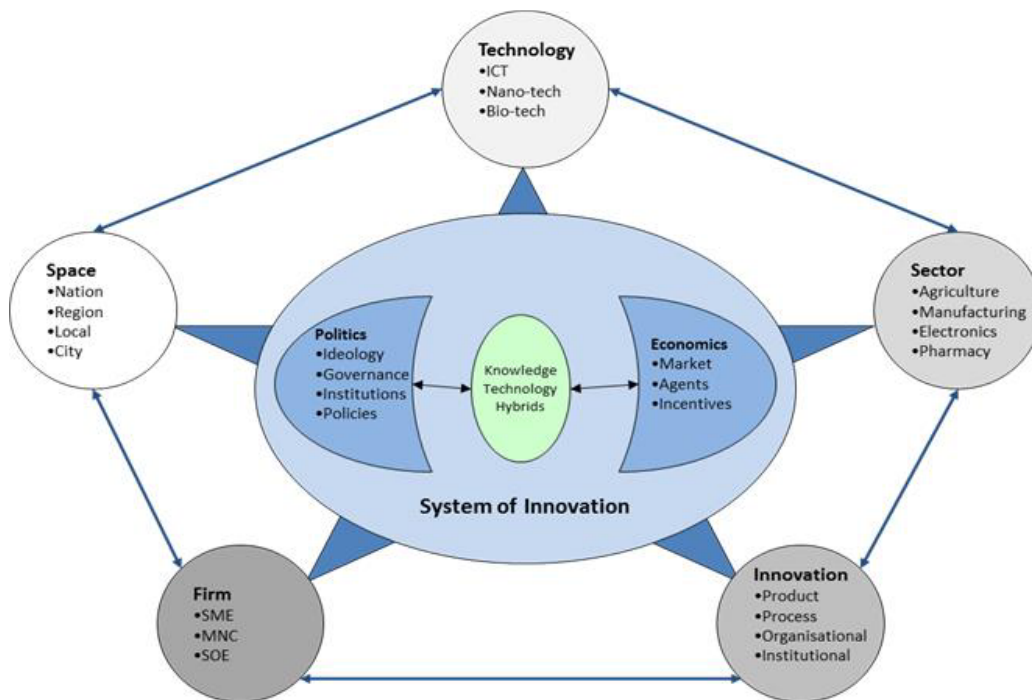 Technology
•ICT
•Nano-tech
•Bio-tech
Space
•Nation
•Region
•Local
•City
Sector
•Agriculture
•Manufacturing
•Electronics
•Pharmacy
Politics
•Ideology
•Governance
•Institutions
•Policies
Knowledge
Technology
Hybrids
Economics
•Market
•Agents
•Incentives
System of Innovation
Firm
•SME
•MNC
•SOE
Innovation
•Product
•Process
•Organisational
•Institutional